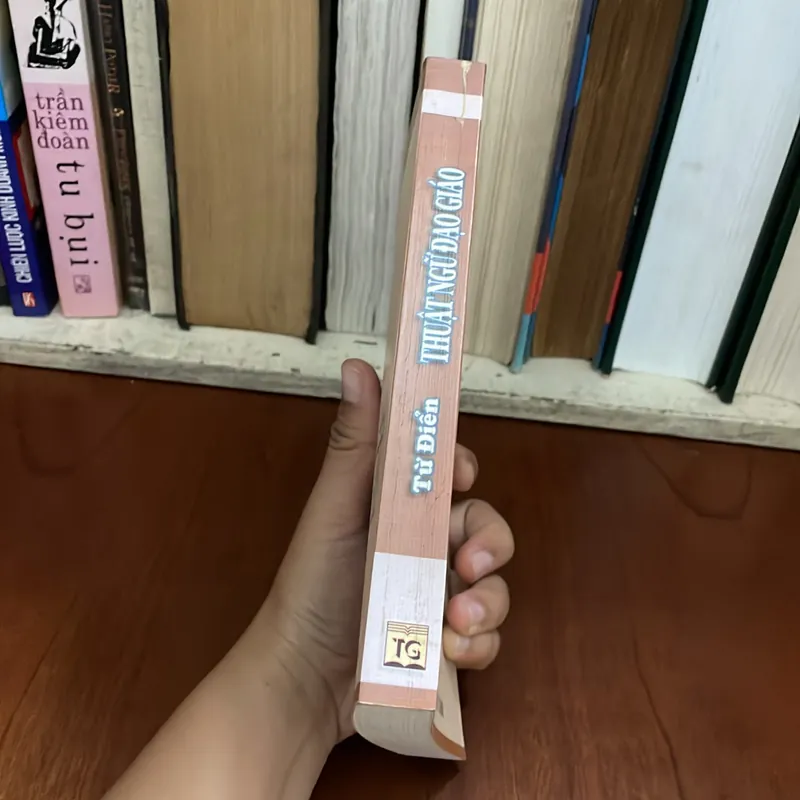 Từ Điển THUẬT NGỮ ĐẠO GIÁO
TG
trần
kiêm
đoàn
tu bụi
CHIẾN LƯỢC KINH DOANH